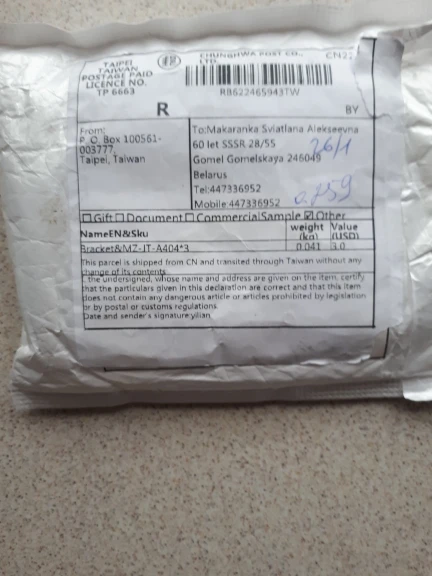 TAIPEI
TAIWAN
POSTAGE PAID
LICENCE NO.
TP 6663
CHUNGHWA POST CO.,
LTD.
CN22
RB622465943TW
R
BY
From:
P. O. Box 100561-
003777,
Taipei, Taiwan
To:Makaranka Sviatlana Alekseevna
60 let SSSR 28/55
Gomel Gomelskaya 246049
Belarus
Tel:447336952
Mobile:447336952
26/1
0.759
Gift Document CommercialSample Other
NameEN&Sku weight (kg) Value (USD)
Bracket&MZ-JT-A404*3 0.041 3.0
This parcel is shipped from CN and transited through Taiwan without any
change of its contents.
I, the undersigned, whose name and address are given on the item, certify
that the particulars given in this declaration are correct and that this item
does not contain any dangerous article or articles prohibited by legislation
or by postal or customs regulations.
Date and sender's signature:yilian